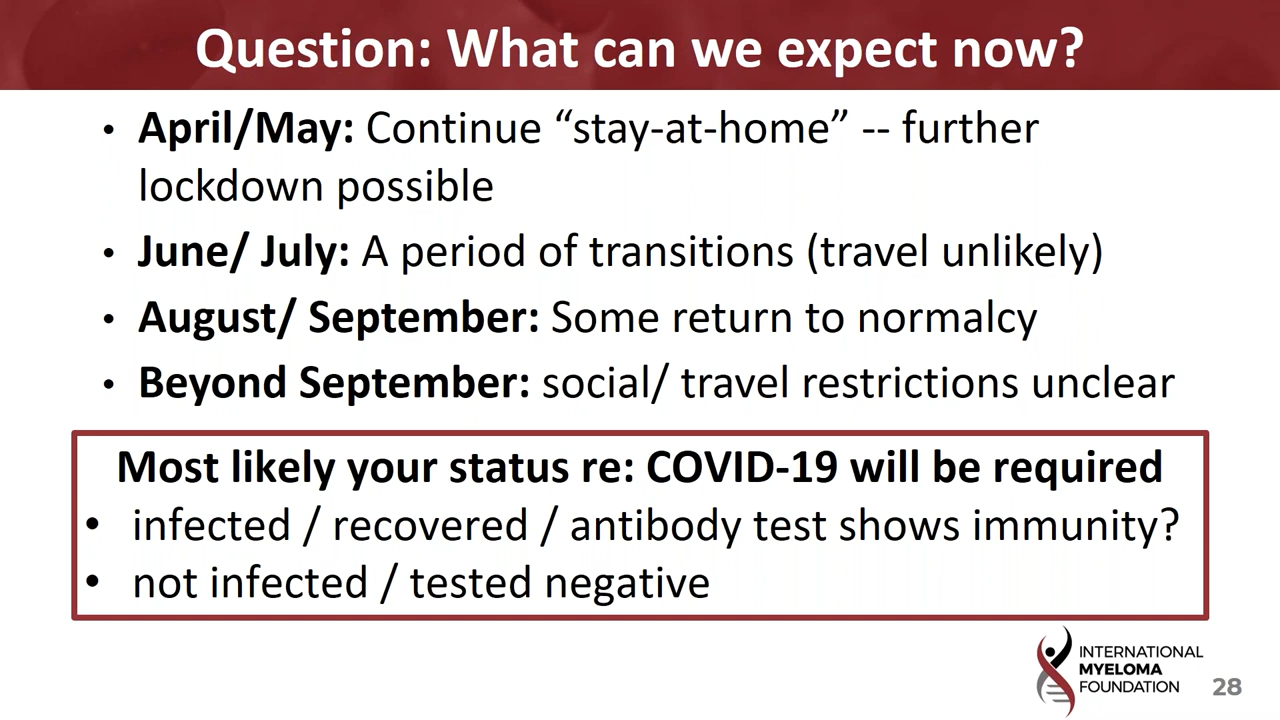 Question: What can we expect now?
• April/May: Continue “stay-at-home” -- further
lockdown possible
• June/ July: A period of transitions (travel unlikely)
• August/ September: Some return to normalcy
• Beyond September: social/ travel restrictions unclear
Most likely your status re: COVID-19 will be required
• infected / recovered / antibody test shows immunity?
• not infected / tested negative
INTERNATIONAL
MYELOMA
FOUNDATION
28